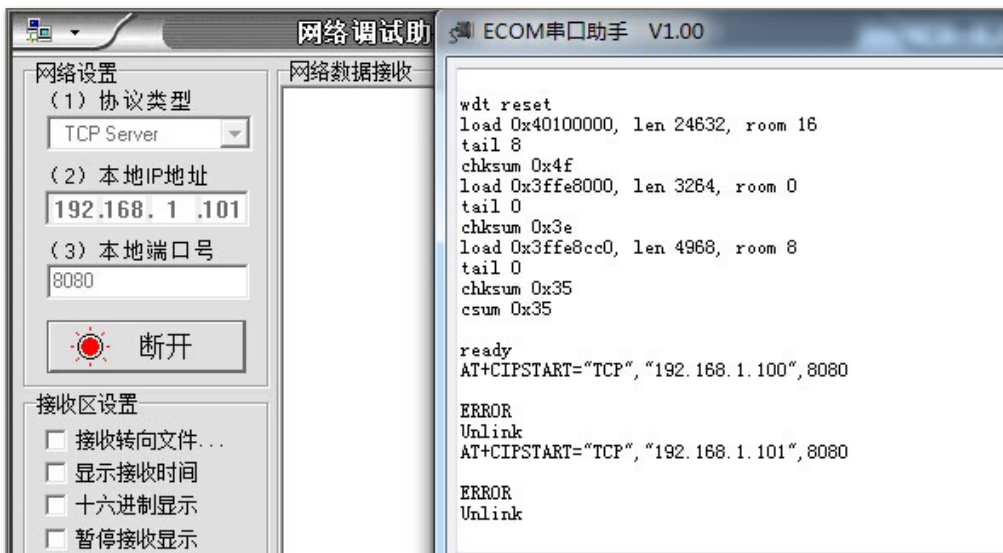 网络调试助
网络设置
(1) 协议类型
TCP Server
(2) 本地IP地址
192.168. 1 .101
(3) 本地端口号
8080
断开
接收区设置
接收转向文件...
显示接收时间
十六进制显示
暂停接收显示
网络数据接收
ECOM串口助手 V1.00
wdt reset
load 0x40100000, len 24632, room 16
tail 8
chksum 0x4f
load 0x3ffe8000, len 3264, room 0
tail 0
chksum 0x3e
load 0x3ffe8cc0, len 4968, room 8
tail 0
chksum 0x35
csum 0x35
ready
AT+CIPSTART="TCP","192.168.1.100",8080
ERROR
Unlink
AT+CIPSTART="TCP","192.168.1.101",8080
ERROR
Unlink